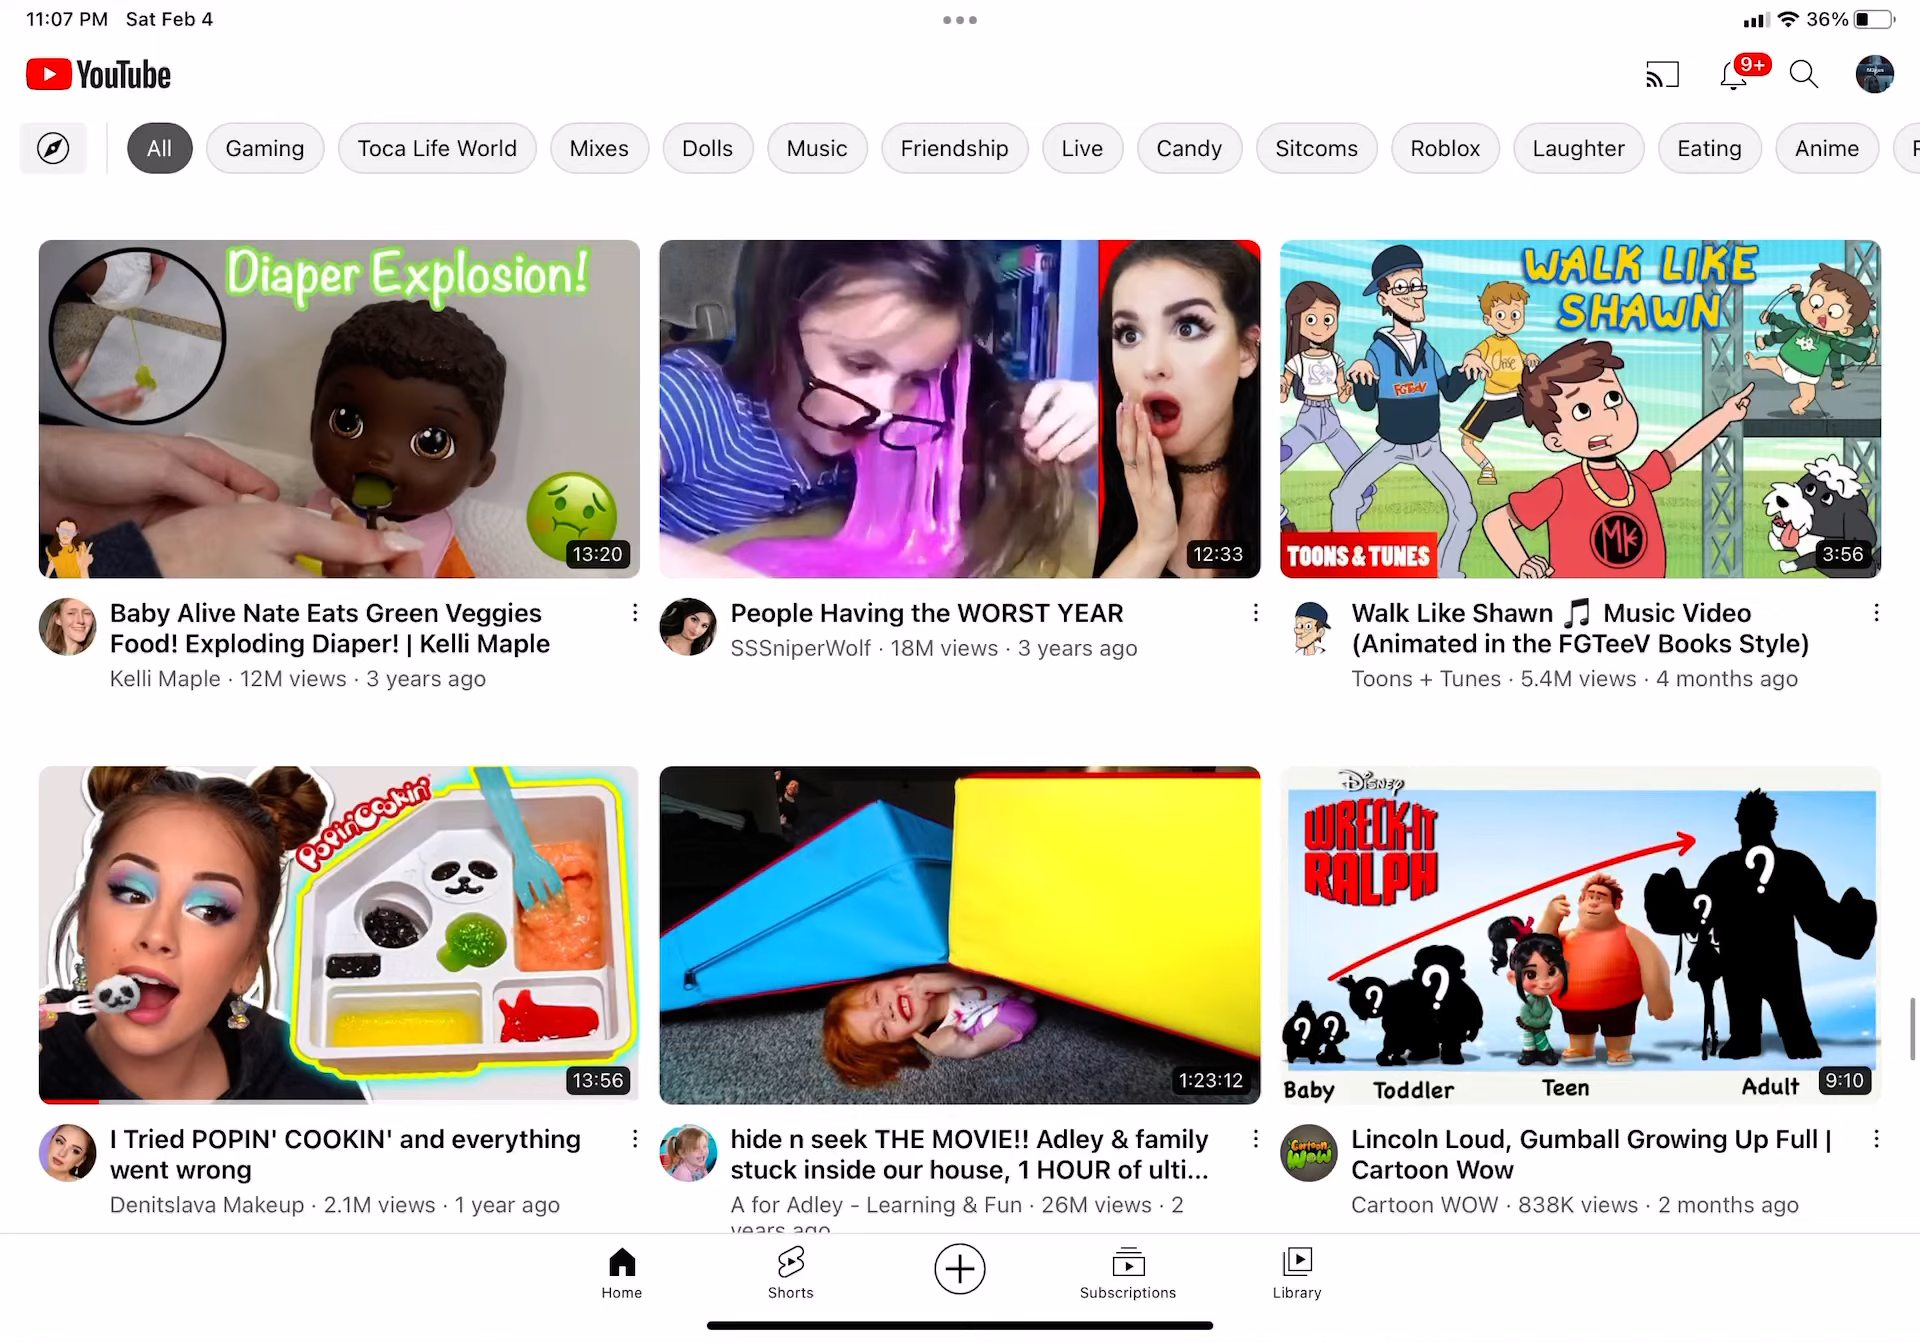 11:07 PM Sat Feb 4
36%
YouTube
9+
All
Gaming
Toca Life World
Mixes
Dolls
Music
Friendship
Live
Candy
Sitcoms
Roblox
Laughter
Eating
Anime
Diaper Explosion!
13:20
12:33
WALK LIKE
SHAWN
FGTeeV
MK
TOONS & TUNES
3:56
Baby Alive Nate Eats Green Veggies
Food! Exploding Diaper! | Kelli Maple
Kelli Maple · 12M views · 3 years ago
People Having the WORST YEAR
SSSniperWolf · 18M views · 3 years ago
Walk Like Shawn 🎵 Music Video
(Animated in the FGTeeV Books Style)
Toons + Tunes · 5.4M views · 4 months ago
Popin' Cookin'
13:56
1:23:12
Disney
WRECK-IT
RALPH
? ? ? ? ? ?
Baby
Toddler
Teen
Adult
9:10
I Tried POPIN' COOKIN' and everything
went wrong
Denitslava Makeup · 2.1M views · 1 year ago
hide n seek THE MOVIE!! Adley & family
stuck inside our house, 1 HOUR of ulti...
A for Adley - Learning & Fun · 26M views · 2
years ago
Cartoon WOW
Lincoln Loud, Gumball Growing Up Full |
Cartoon Wow
Cartoon WOW · 838K views · 2 months ago
Home
Shorts
Subscriptions
Library